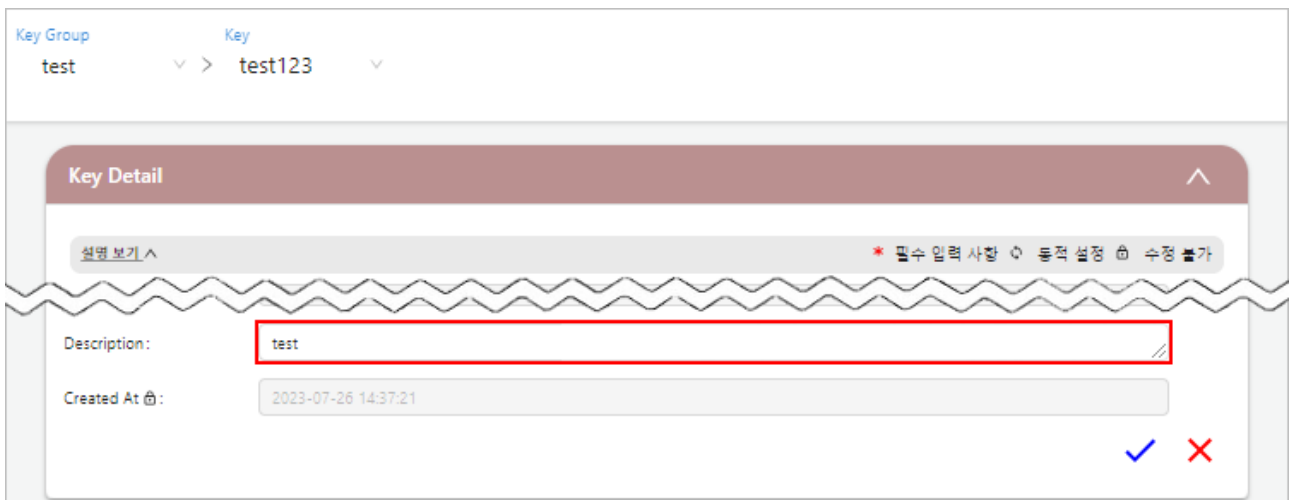 Key Group Key
test > test123
Key Detail
설명 보기 * 필수 입력 사항 동적 설정 수정 불가
Description: test
Created At : 2023-07-26 14:37:21